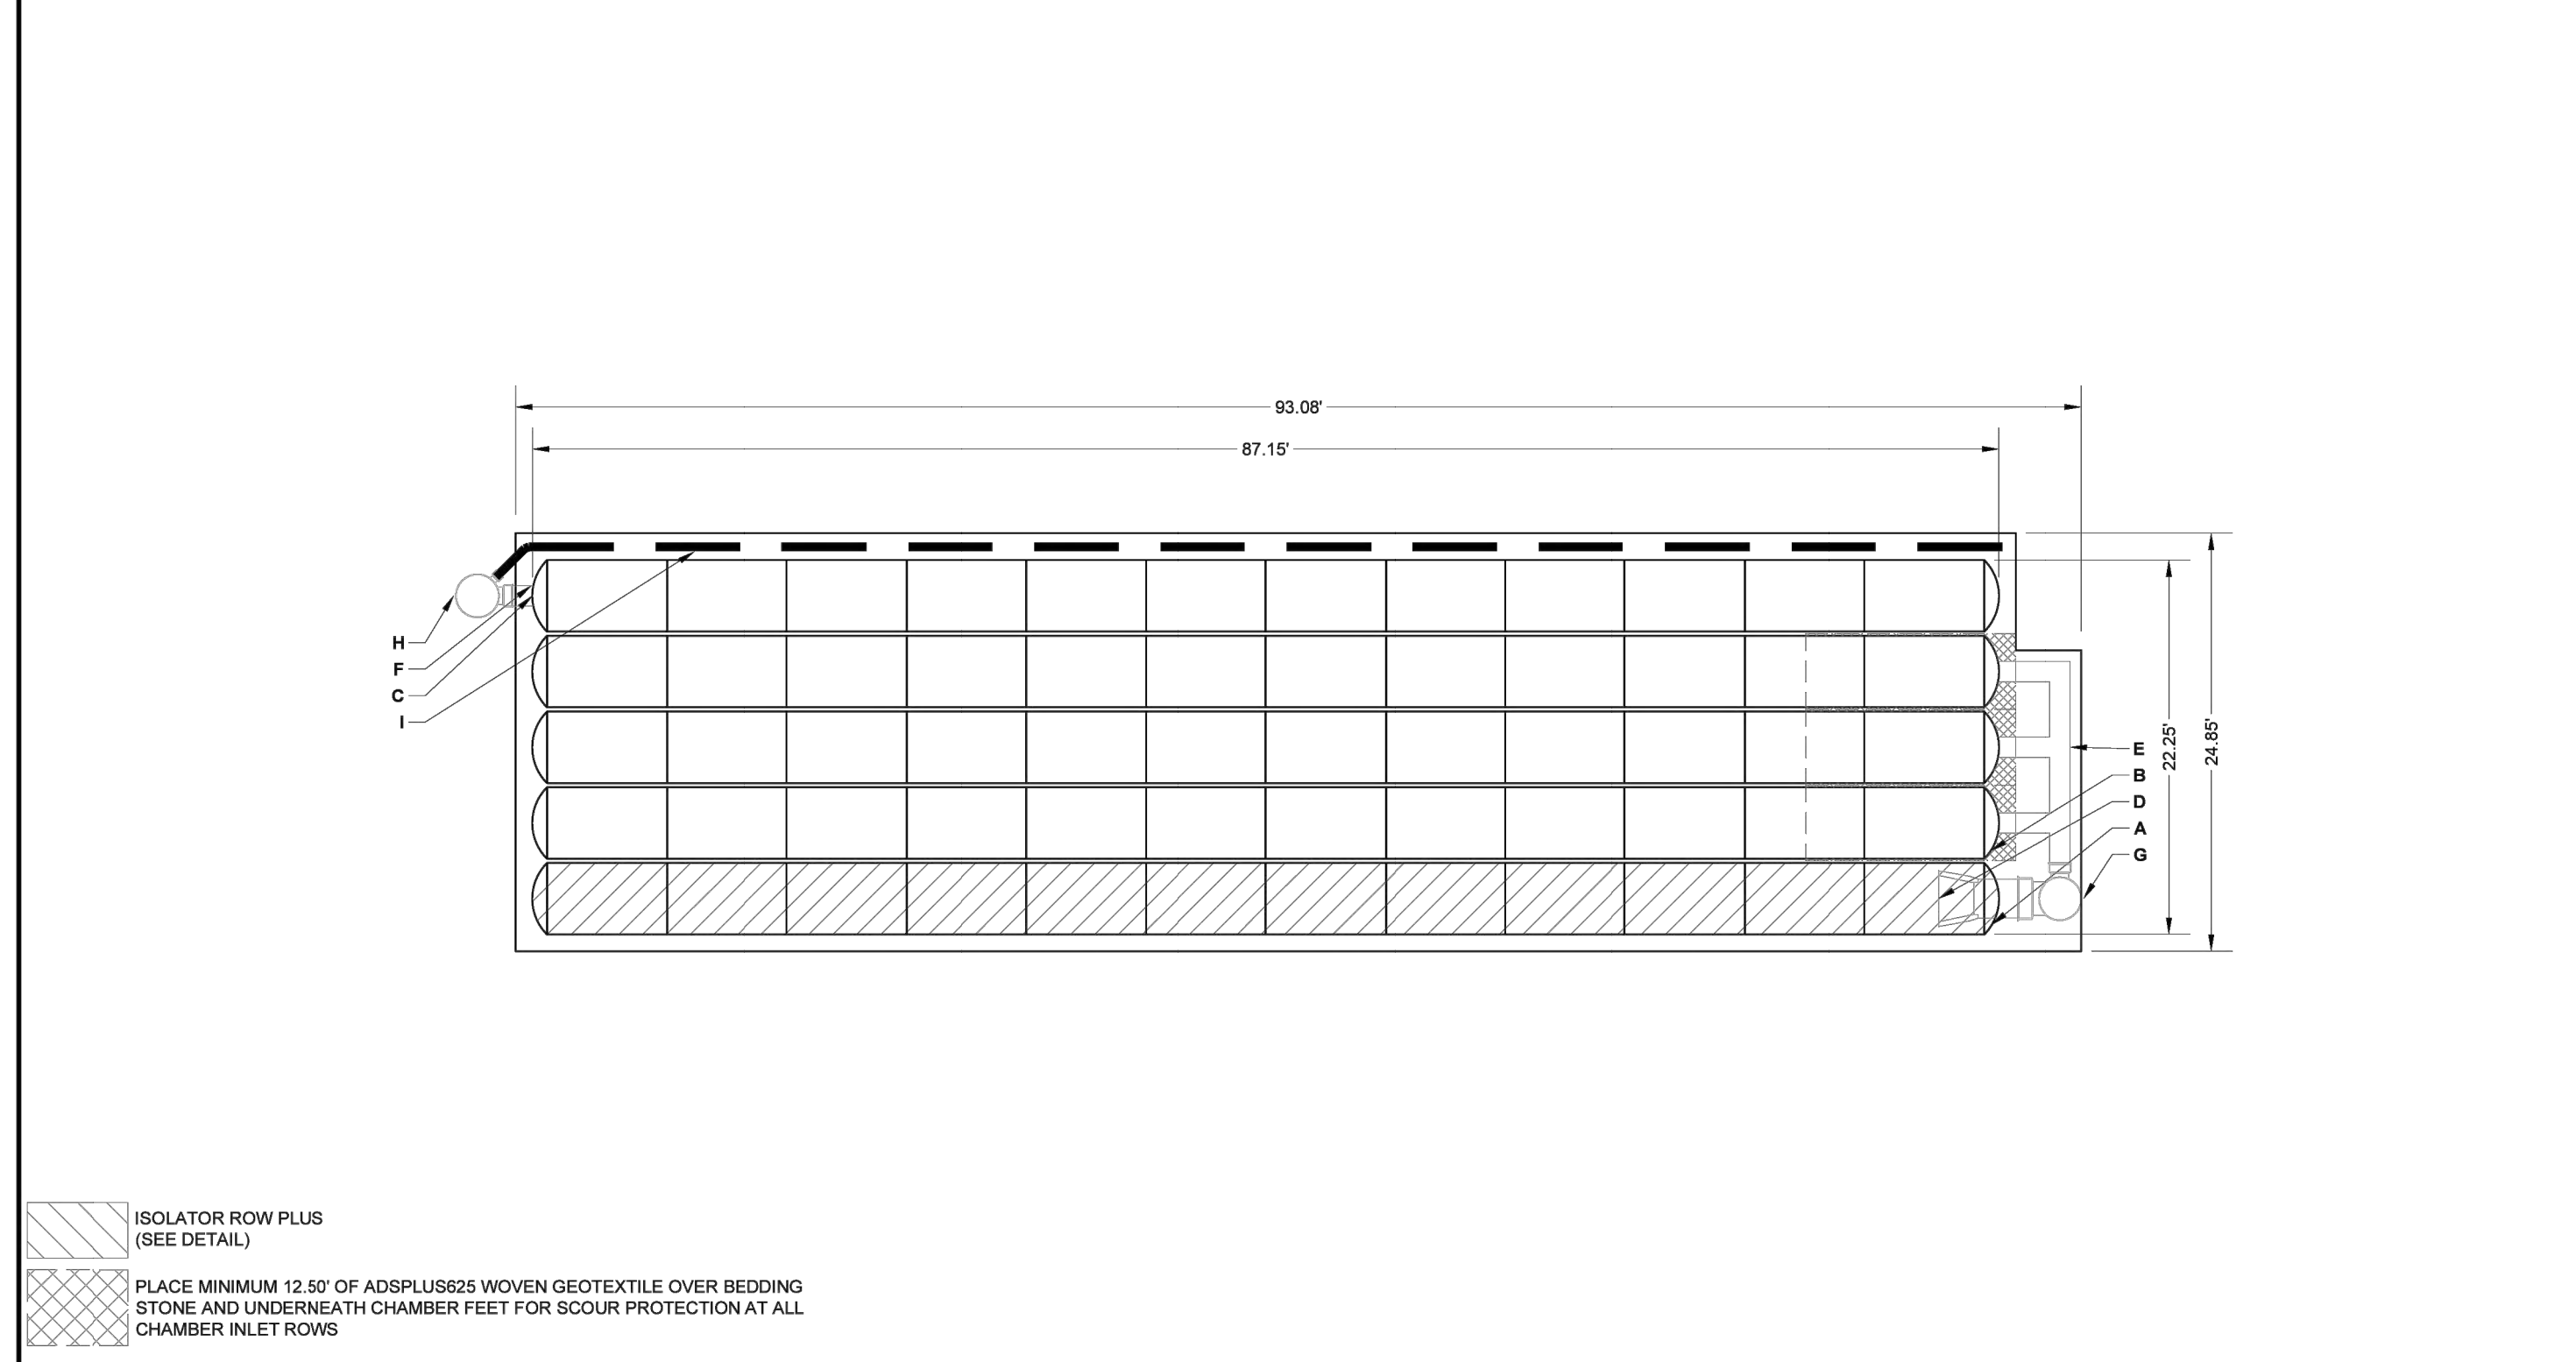 93.08'
87.15'
H
F
C
I
E
B
D
A
G
22.25'
24.85'
ISOLATOR ROW PLUS
(SEE DETAIL)
PLACE MINIMUM 12.50' OF ADSPLUS625 WOVEN GEOTEXTILE OVER BEDDING
STONE AND UNDERNEATH CHAMBER FEET FOR SCOUR PROTECTION AT ALL
CHAMBER INLET ROWS